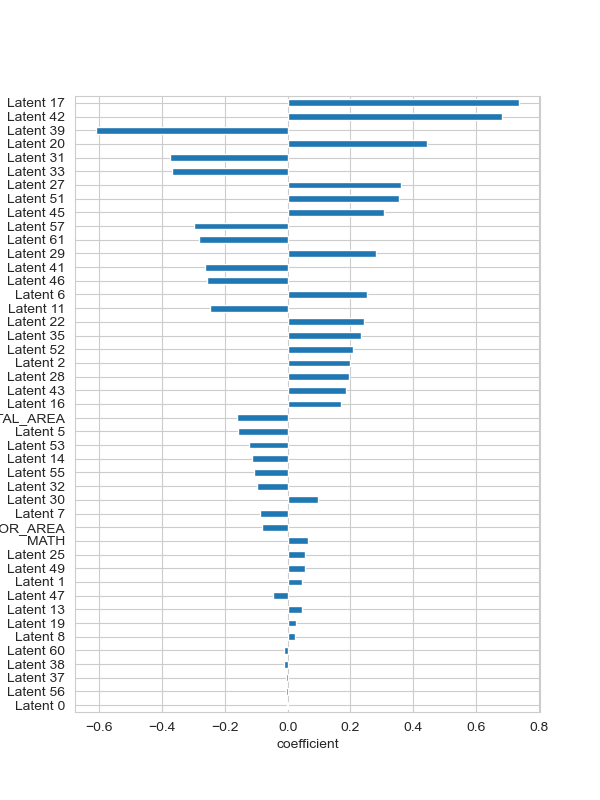 Latent 17
Latent 42
Latent 39
Latent 20
Latent 31
Latent 33
Latent 27
Latent 51
Latent 45
Latent 57
Latent 61
Latent 29
Latent 41
Latent 46
Latent 6
Latent 11
Latent 22
Latent 35
Latent 52
Latent 2
Latent 28
Latent 43
Latent 16
TAL_AREA
Latent 5
Latent 53
Latent 14
Latent 55
Latent 32
Latent 30
Latent 7
OR_AREA
MATH
Latent 25
Latent 49
Latent 1
Latent 47
Latent 13
Latent 19
Latent 8
Latent 60
Latent 38
Latent 37
Latent 56
Latent 0
−0.6 −0.4 −0.2 0.0 0.2 0.4 0.6 0.8
coefficient